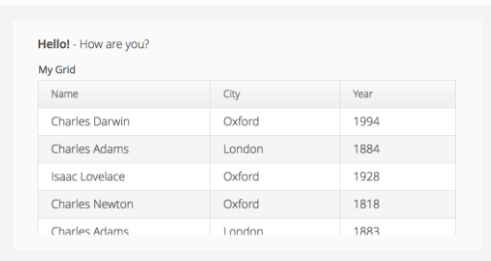 Hello! - How are you?
My Grid
Name City Year
Charles Darwin Oxford 1994
Charles Adams London 1884
Isaac Lovelace Oxford 1928
Charles Newton Oxford 1818
Charles Adams London 1883